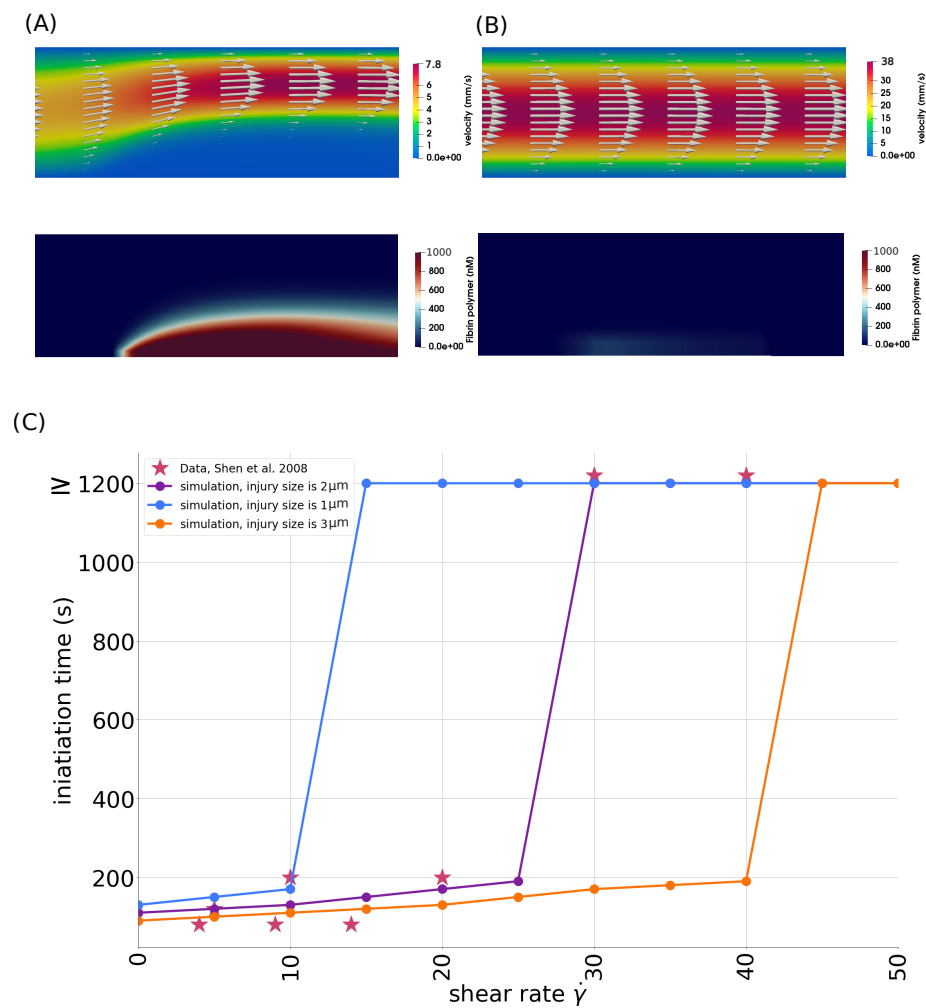 (A)
(B)
7.8
6
5
4
3
2
1
0.0e+00
velocity (mm/s)
38
30
25
20
15
10
5
0.0e+00
velocity (mm/s)
1000
800
600
400
200
0.0e+00
Fibrin polymer (nM)
1000
800
600
400
200
0.0e+00
Fibrin polymer (nM)
(C)
Data, Shen et al. 2008
simulation, injury size is 2μm
simulation, injury size is 1μm
simulation, injury size is 3μm
≥
1200
1000
800
600
400
200
iniatiation time (s)
0
10
20
30
40
50
shear rate γ̇